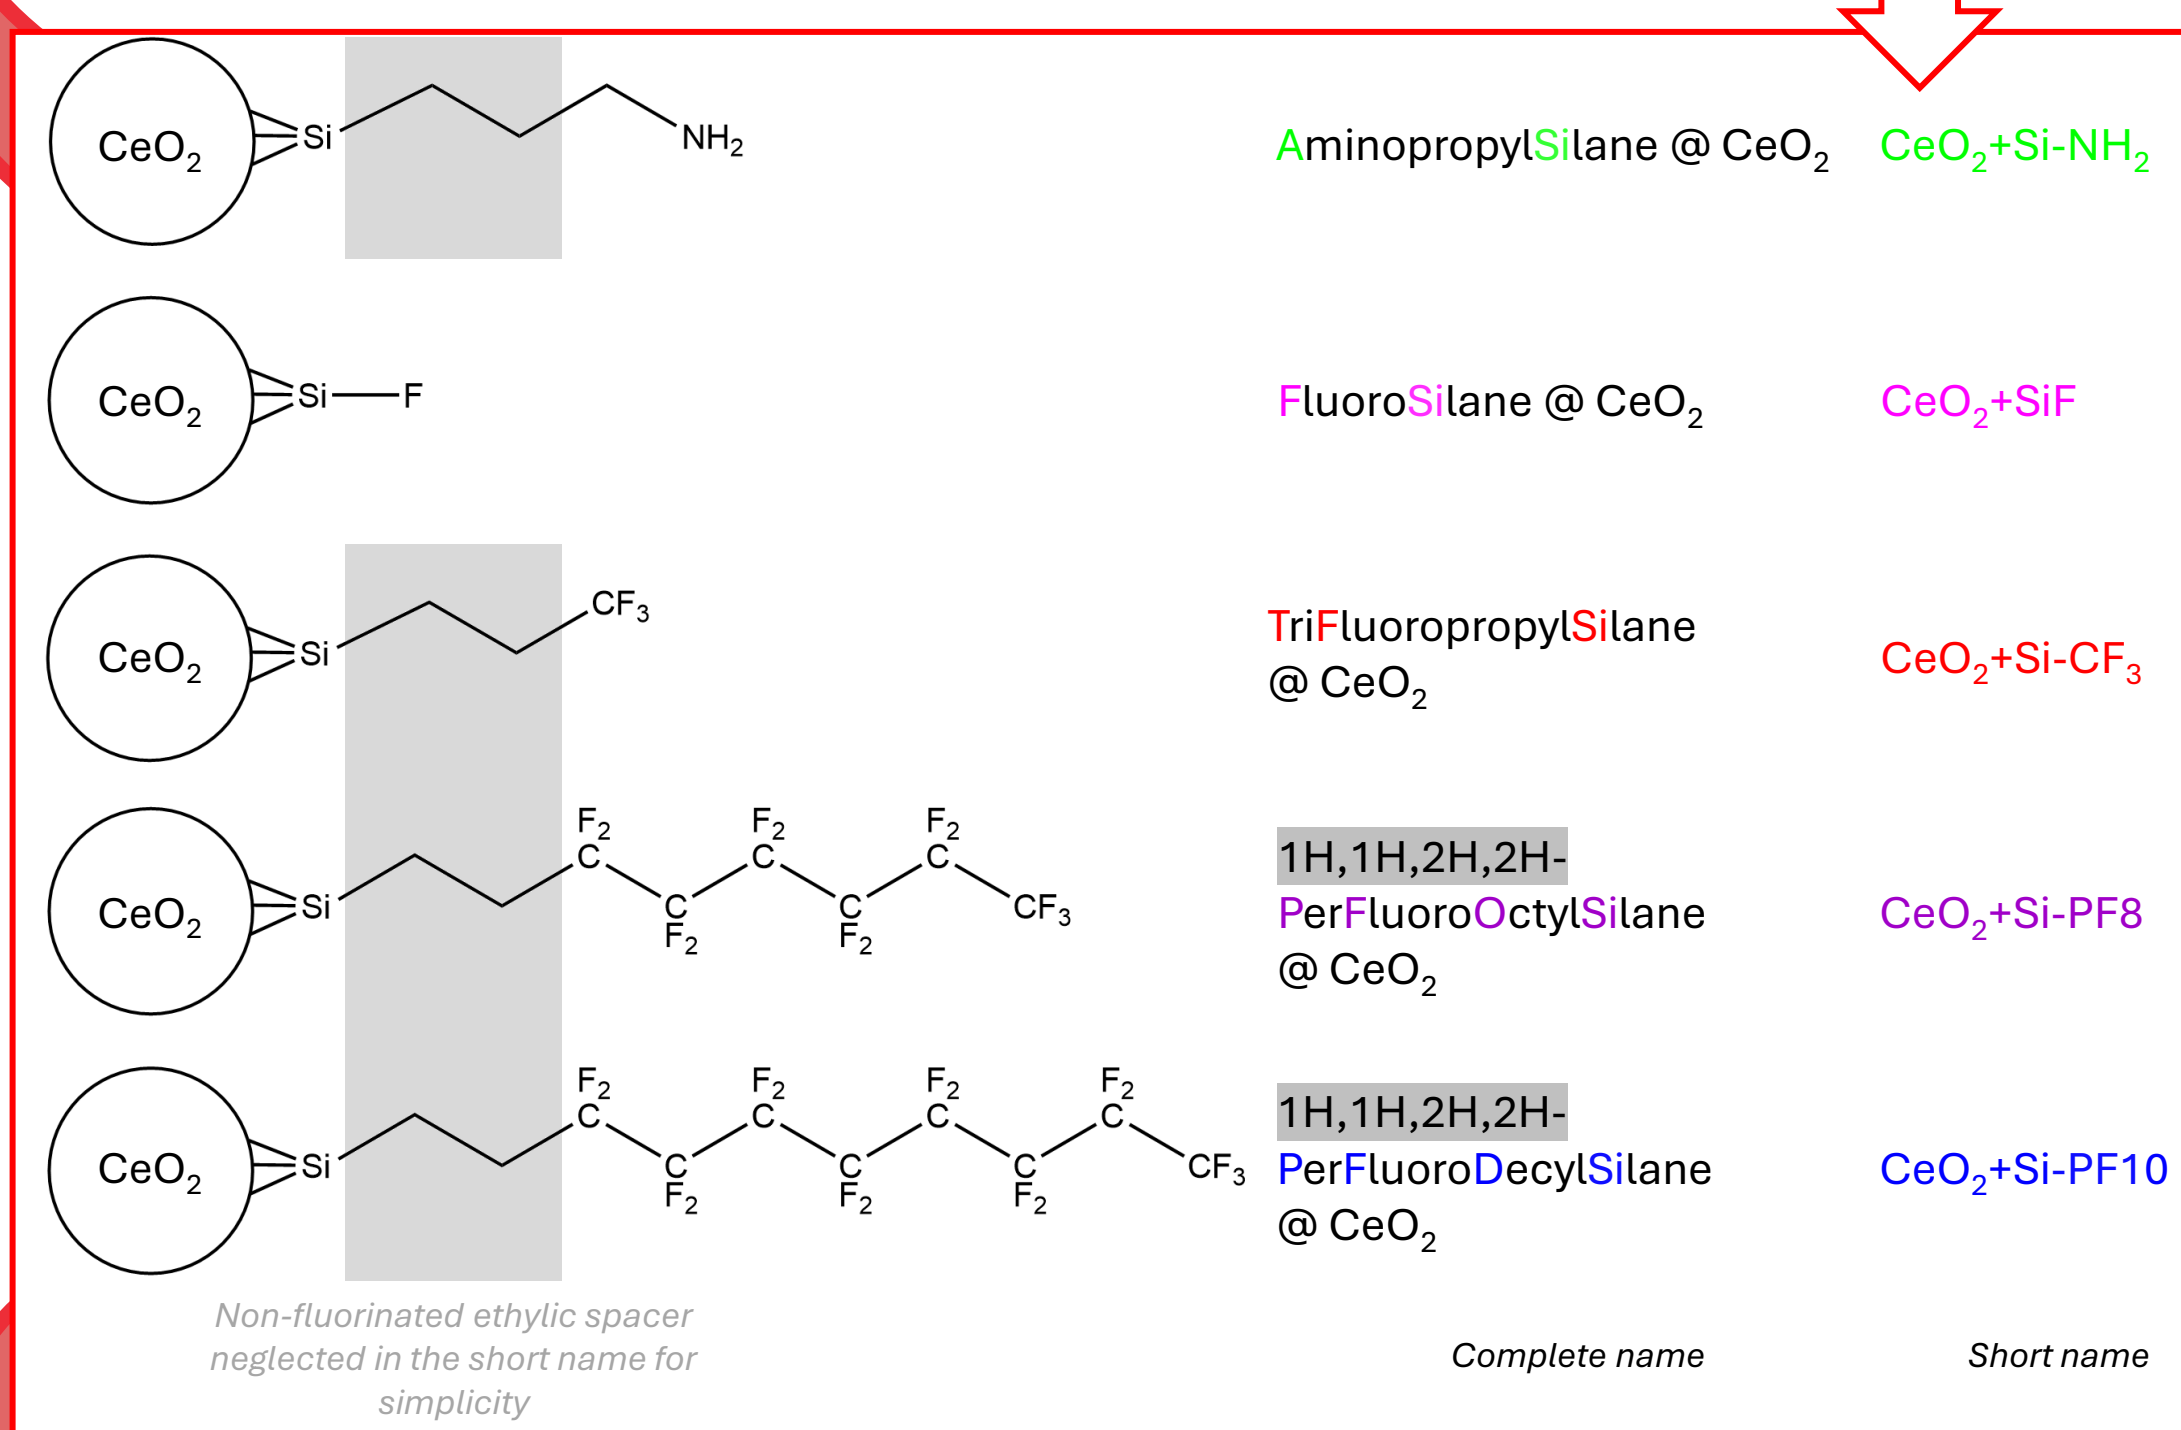 CeO2 Si NH2 AminopropylSilane @ CeO2 CeO2+Si-NH2
CeO2 Si F FluoroSilane @ CeO2 CeO2+SiF
CeO2 Si CF3 TriFluoropropylSilane
@ CeO2 CeO2+Si-CF3
F2 F2 F2
C C C
CeO2 Si C C CF3
F2 F2
1H,1H,2H,2H-
PerFluoroOctylSilane
@ CeO2
CeO2+Si-PF8
F2 F2 F2 F2
C C C C
CeO2 Si C C C CF3
F2 F2 F2
1H,1H,2H,2H-
PerFluoroDecylSilane
@ CeO2
CeO2+Si-PF10
Non-fluorinated ethylic spacer
neglected in the short name for
simplicity
Complete name
Short name